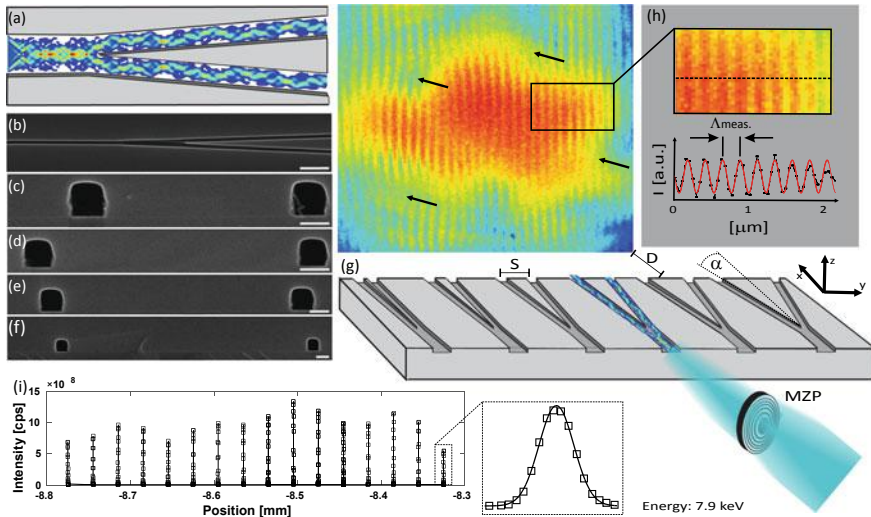 (a)
(b)
(c)
(d)
(e)
(f)
(h)
Λmeas.
I [a.u.]
0 1 2
[μm]
(g)
S
D
α
x
z
y
MZP
(i)
×10 8
Intensity [cps]
15
10
5
0
-8.8 -8.7 -8.6 -8.5 -8.4 -8.3
Position [mm]
Energy: 7.9 keV